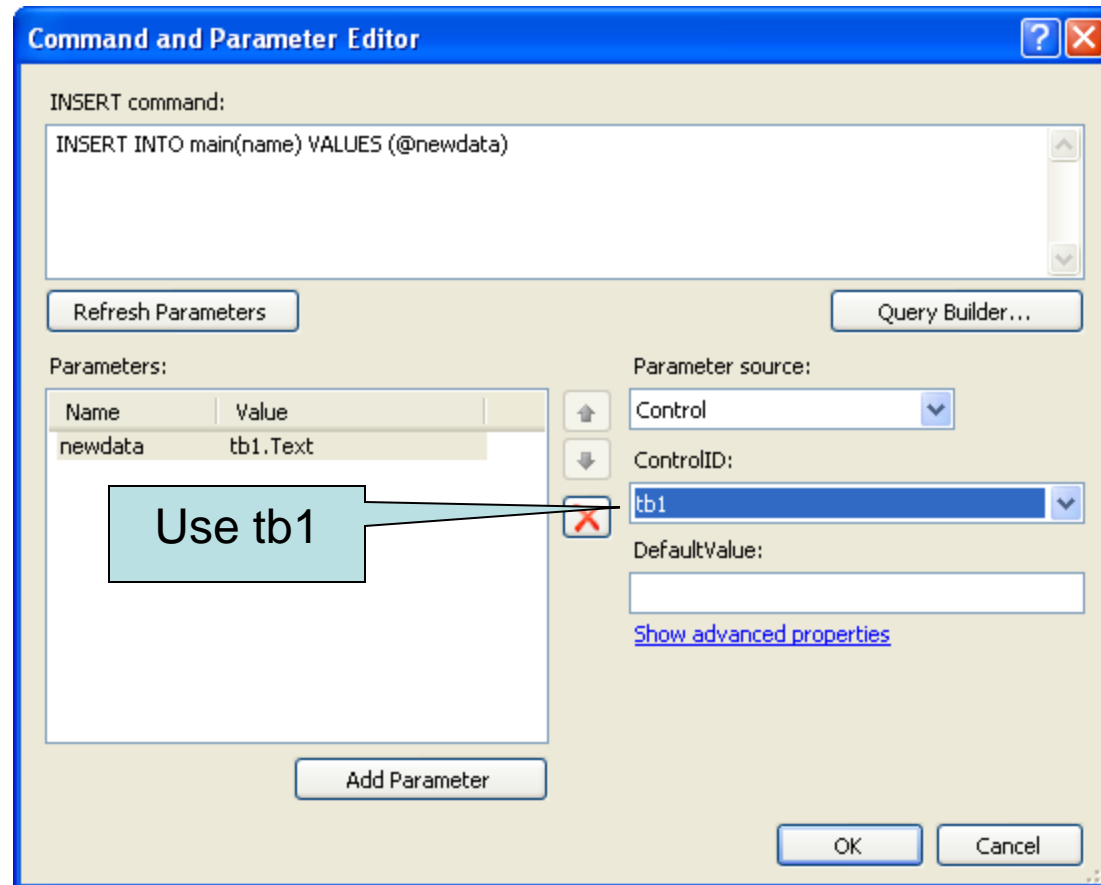 Command and Parameter Editor
INSERT command:
INSERT INTO main(name) VALUES (@newdata)
Refresh Parameters
Query Builder...
Parameters:
Name Value
newdata tb1.Text
Parameter source:
Control
ControlID:
tb1
Use tb1
DefaultValue:
Show advanced properties
Add Parameter
OK Cancel